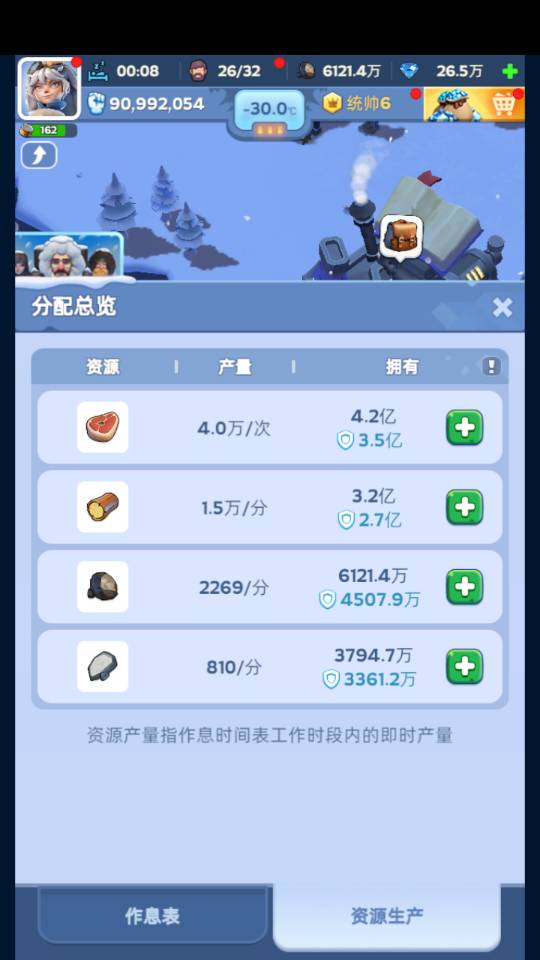 00:08 26/32 6121.4万 26.5万
90,992,054 -30.0℃ 统帅6
162
分配总览
资源 产量 拥有
4.0万/次 4.2亿
3.5亿
1.5万/分 3.2亿
2.7亿
2269/分 6121.4万
4507.9万
810/分 3794.7万
3361.2万
资源产量指作息时间表工作时段内的即时产量
作息表 资源生产